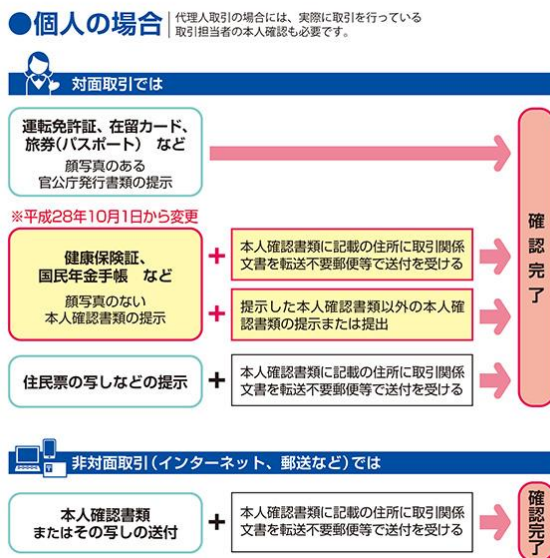 ●個人の場合
代理人取引の場合には、実際に取引を行っている
取引担当者の本人確認も必要です。
対面取引では
運転免許証、在留カード、
旅券(パスポート) など
顔写真のある
官公庁発行書類の提示
※平成28年10月1日から変更
健康保険証、
国民年金手帳 など
顔写真のない
本人確認書類の提示
+
本人確認書類に記載の住所に取引関係
文書を転送不要郵便等で送付を受ける
+
提示した本人確認書類以外の本人確
認書類の提示または提出
住民票の写しなどの提示
+
本人確認書類に記載の住所に取引関係
文書を転送不要郵便等で送付を受ける
確認完了
非対面取引(インターネット、郵送など)では
本人確認書類
またはその写しの送付
+
本人確認書類に記載の住所に取引関係
文書を転送不要郵便等で送付を受ける
確認完了